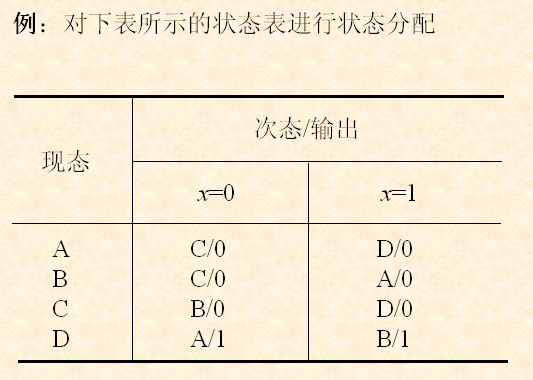 例：对下表所示的状态表进行状态分配
次态/输出
现态
x=0 x=1
A C/0 D/0
B C/0 A/0
C B/0 D/0
D A/1 B/1